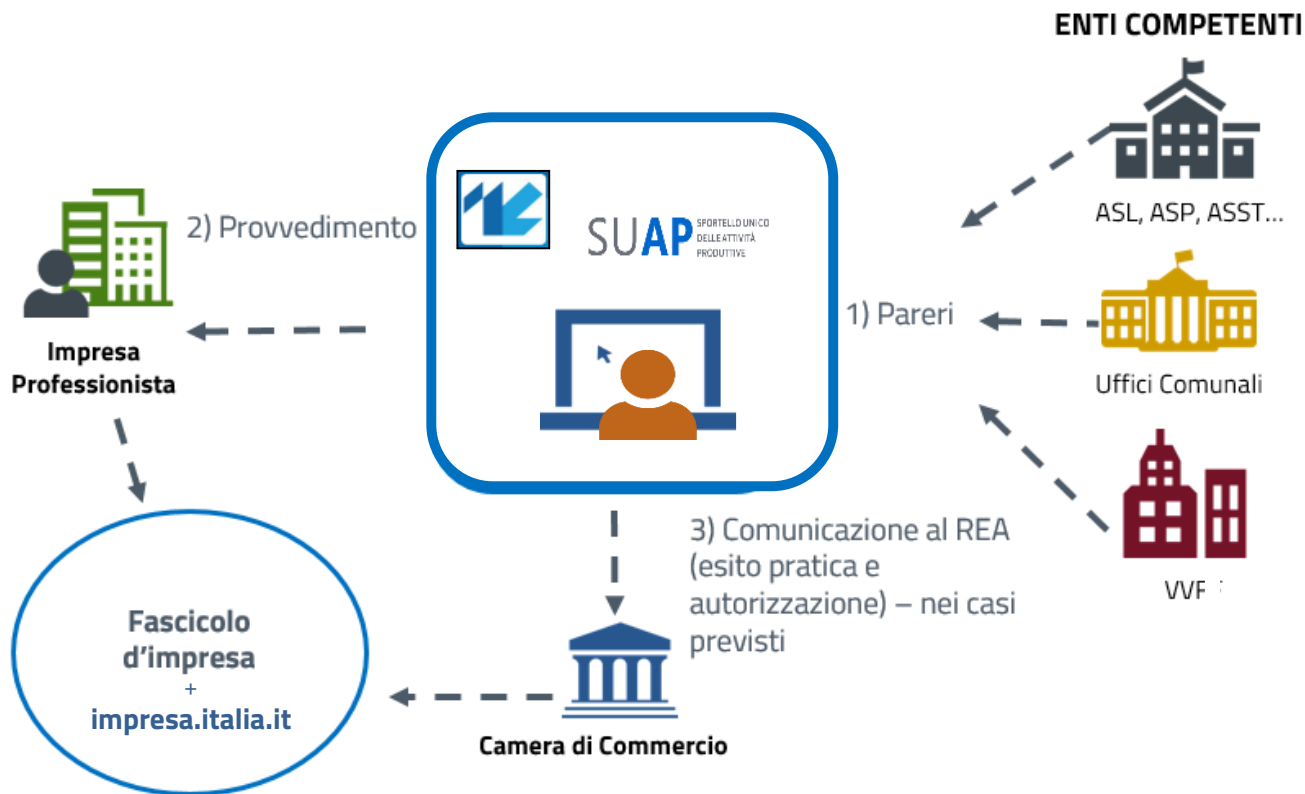 ENTI COMPETENTI
ASL, ASP, ASST...
2) Provvedimento
SUAP
SPORTELLO UNICO
DELLE ATTIVITÀ
PRODUTTIVE
1) Pareri
Impresa
Professionista
Uffici Comunali
3) Comunicazione al REA
(esito pratica e
autorizzazione) – nei casi
previsti
VVF
Fascicolo
d'impresa
+
impresa.italia.it
Camera di Commercio